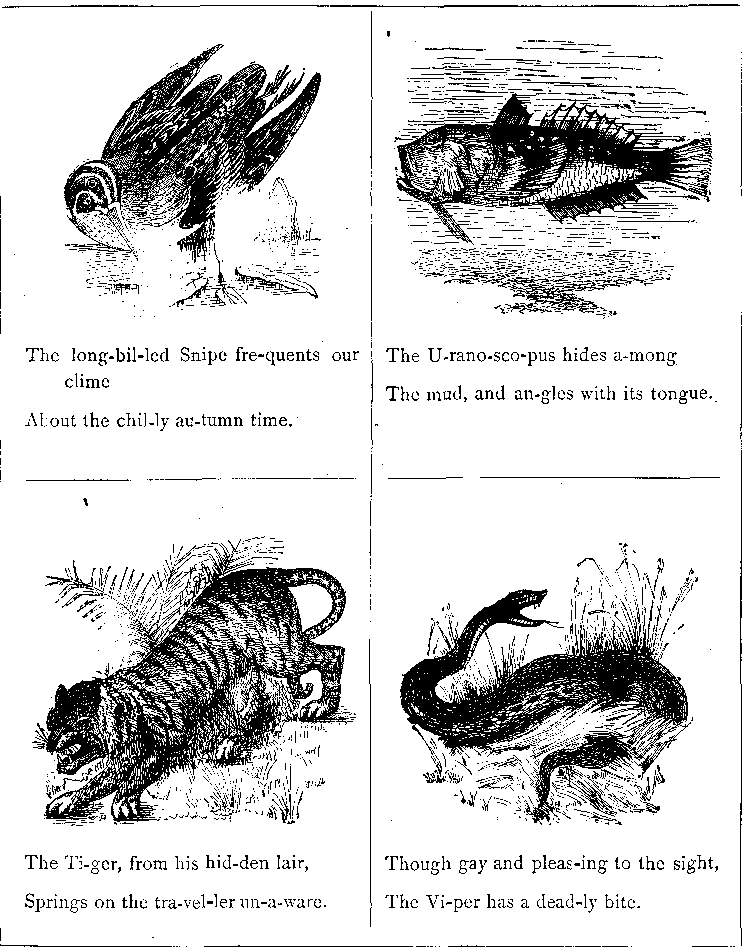 The long-bil-led Snipe fre-quents our
clime
About the chil-ly au-tumn time.
The U-rano-sco-pus hides a-mong
The mud, and an-gles with its tongue.
The Ti-ger, from his hid-den lair,
Springs on the tra-vel-ler un-a-ware.
Though gay and pleas-ing to the sight,
The Vi-per has a dead-ly bite.